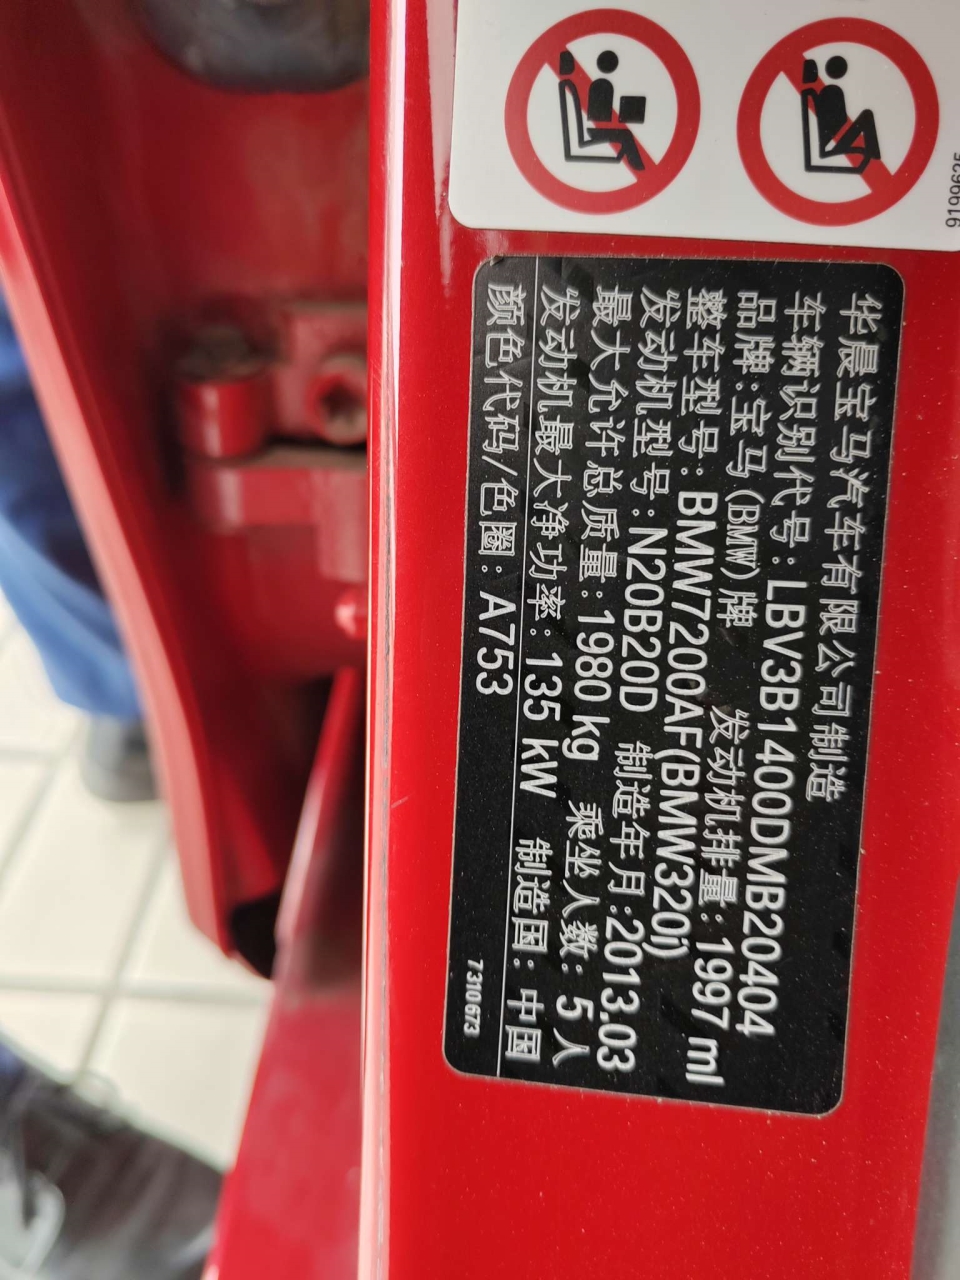 9199625
华晨宝马汽车有限公司制造
车辆识别代号:LBV3B1400DMB20404
品牌:宝马(BMW)牌 发动机排量:1997 ml
整车型号:BMW7200AF(BMW320i)
发动机型号:N20B20D 制造年月:2013.03
最大允许总质量:1980 kg 乘坐人数:5人
发动机最大净功率:135 kW 制造国:中国
颜色代码/色圈:A753
7 310 673